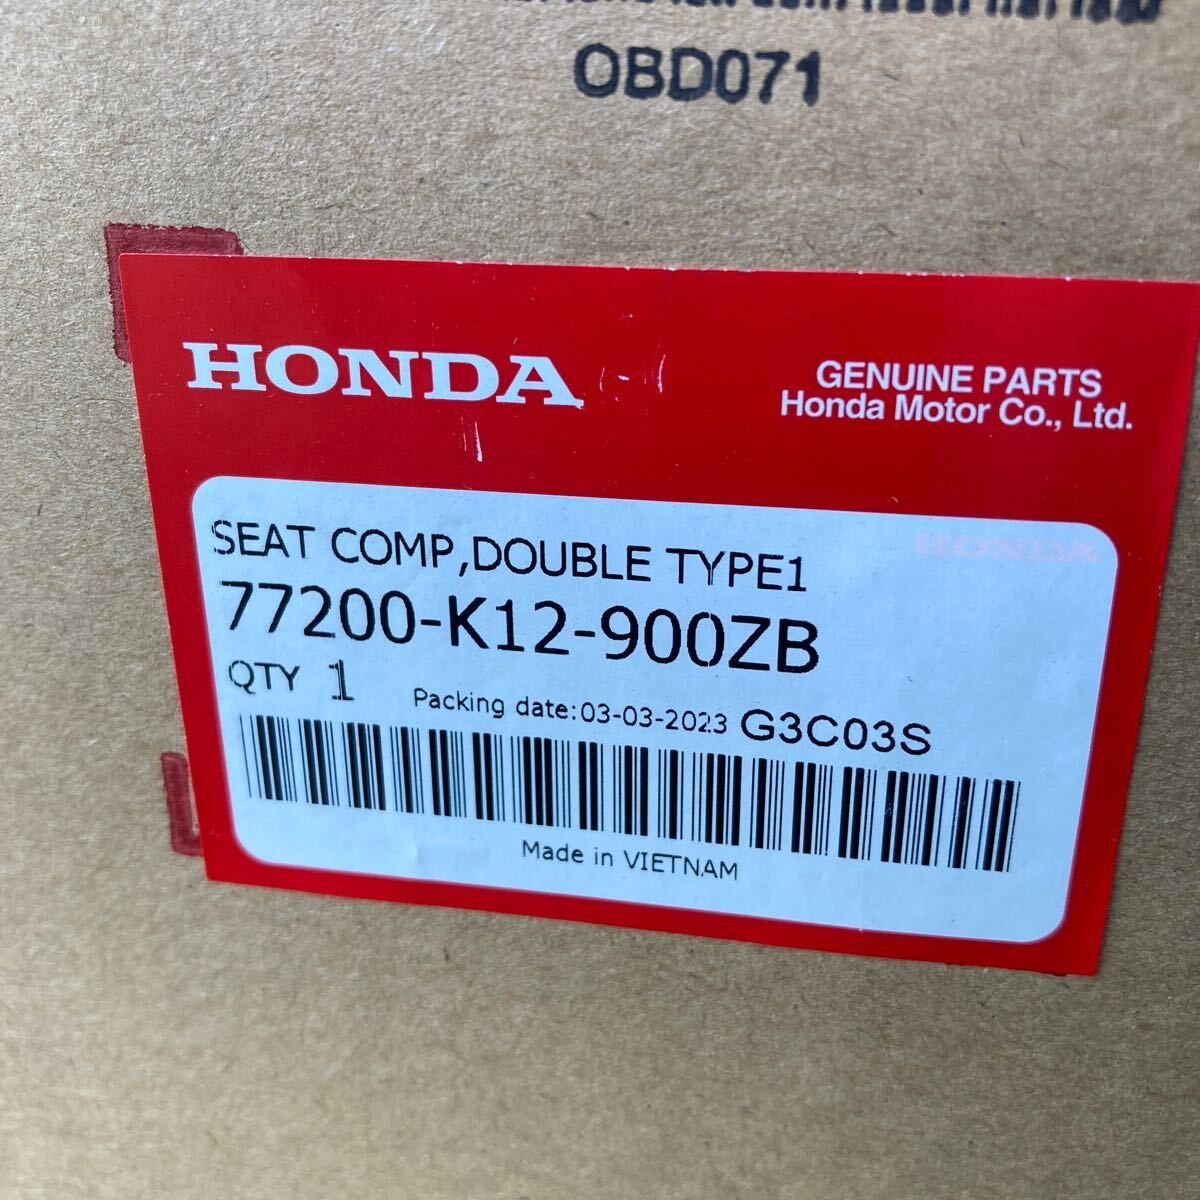 OBD071
HONDA
GENUINE PARTS
Honda Motor Co., Ltd.
HONDA
SEAT COMP,DOUBLE TYPE1
77200-K12-900ZB
QTY 1
Packing date:03-03-2023 G3C03S
Made in VIETNAM